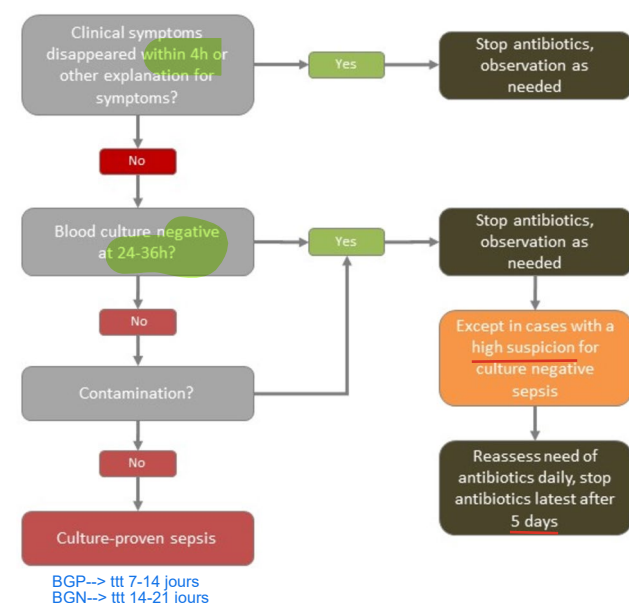 Clinical symptoms
disappeared within 4h or
other explanation for
symptoms?
Yes
Stop antibiotics,
observation as
needed
No
Blood culture negative
at 24-36h?
Yes
Stop antibiotics,
observation as
needed
No
Except in cases with a
high suspicion for
culture negative
sepsis
Contamination?
No
Reassess need of
antibiotics daily, stop
antibiotics latest after
5 days
Culture-proven sepsis
BGP--> ttt 7-14 jours
BGN--> ttt 14-21 jours